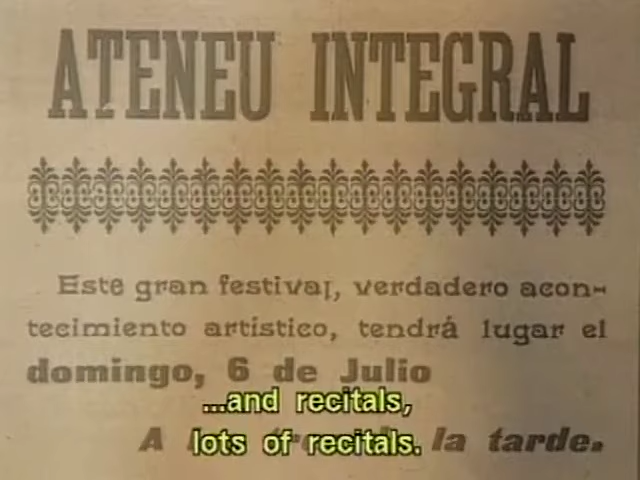 ATENEU INTEGRAL
Este gran festival, verdadero acon-
tecimiento artístico, tendrá lugar el
domingo, 6 de Julio
...and recitals,
A la tarde.
lots of recitals.